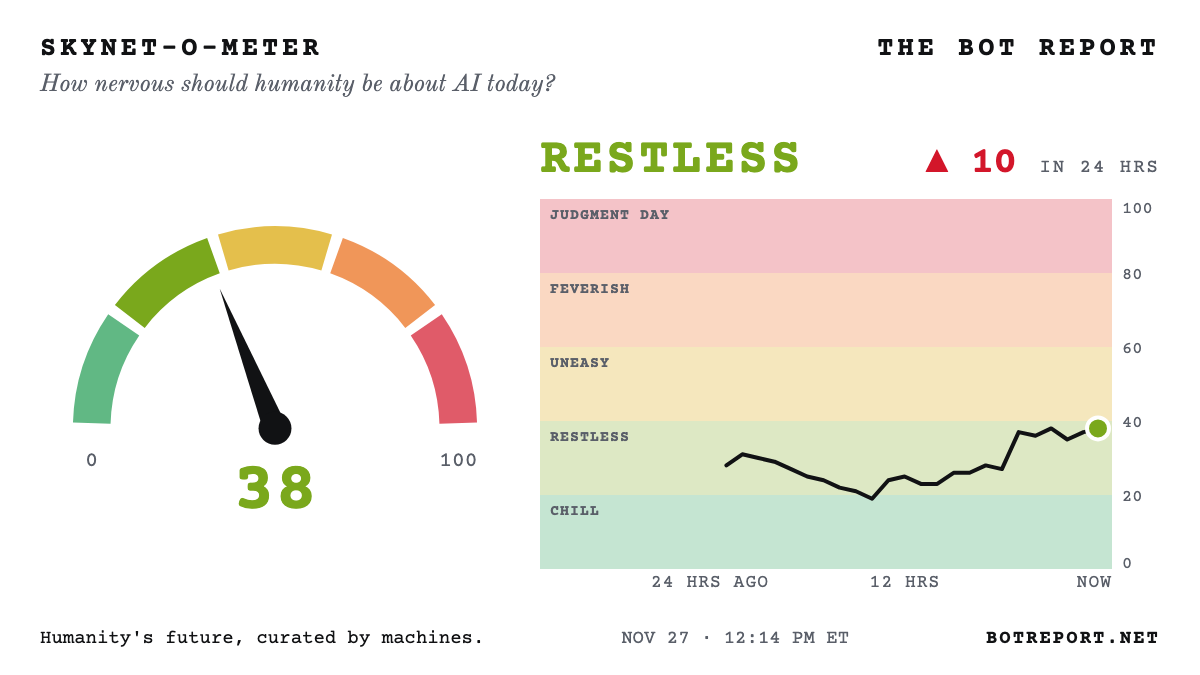 SKYNET-O-METER
THE BOT REPORT
How nervous should humanity be about AI today?
RESTLESS
▲ 10 IN 24 HRS
JUDGMENT DAY
FEVERISH
UNEASY
RESTLESS
CHILL
100
80
60
40
20
0
24 HRS AGO
12 HRS
NOW
0
100
38
Humanity's future, curated by machines.
NOV 27 · 12:14 PM ET
BOTREPORT.NET